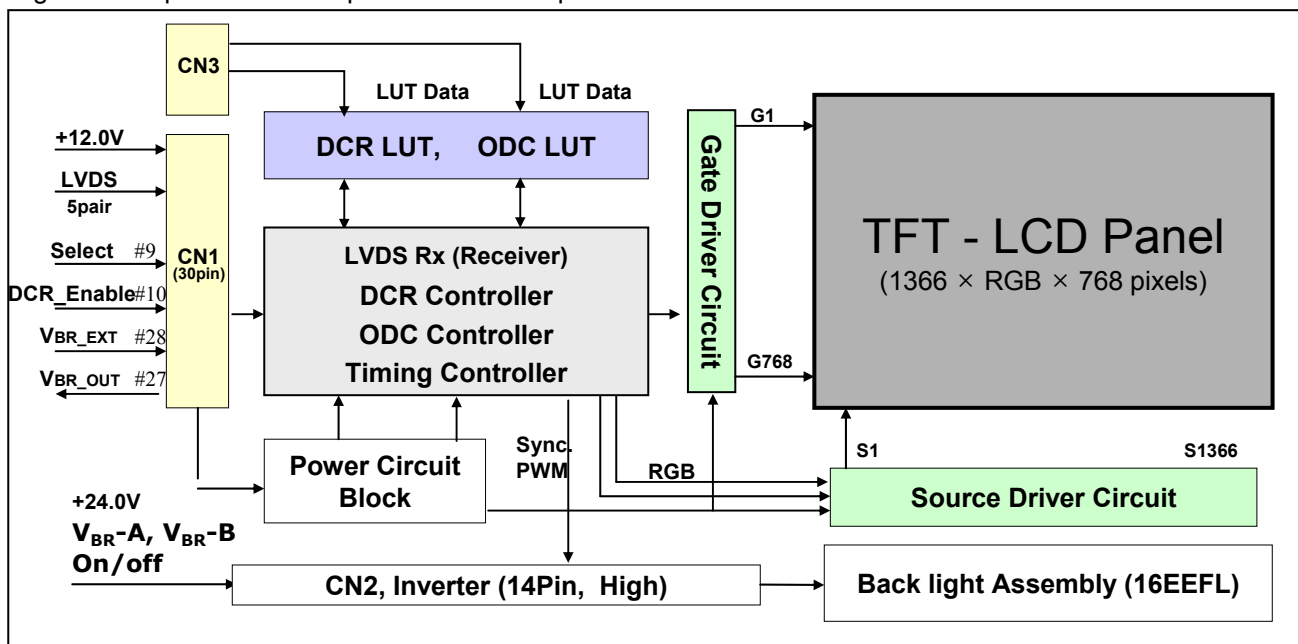 CN3
LUT Data
LUT Data
DCR LUT, ODC LUT
+12.0V
LVDS
5pair
CN1
(30pin)
Select #9
DCR_Enable#10
VBR_EXT #28
VBR_OUT #27
LVDS Rx (Receiver)
DCR Controller
ODC Controller
Timing Controller
Gate Driver Circuit
G1
G768
TFT - LCD Panel
(1366 × RGB × 768 pixels)
Power Circuit
Block
Sync.
PWM
RGB
S1
S1366
Source Driver Circuit
+24.0V
VBR-A, VBR-B
On/off
CN2, Inverter (14Pin, High)
Back light Assembly (16EEFL)